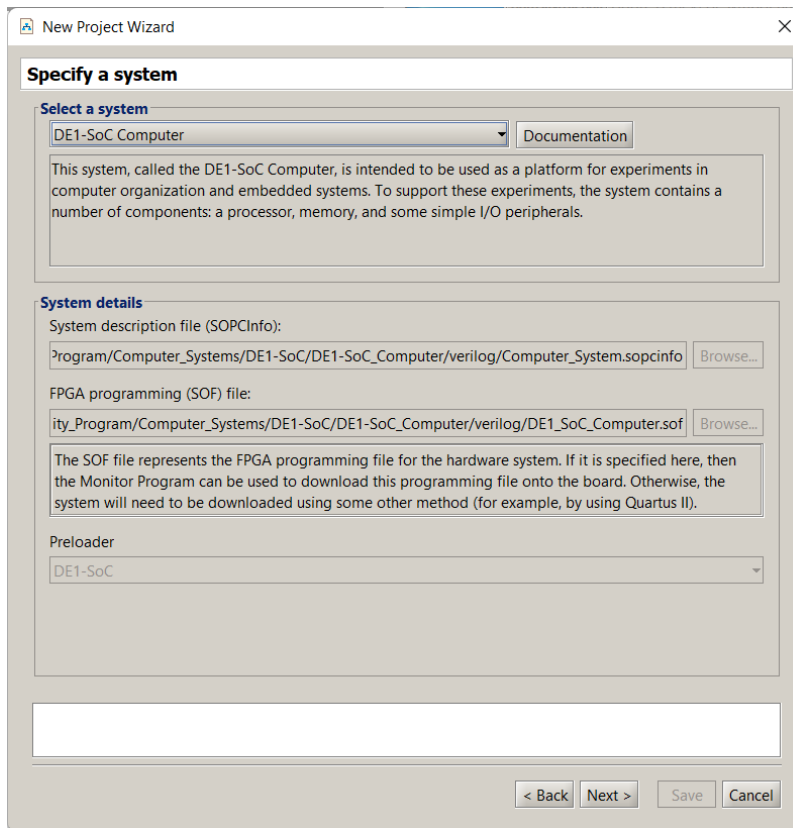 New Project Wizard
Specify a system
Select a system
DE1-SoC Computer
Documentation
This system, called the DE1-SoC Computer, is intended to be used as a platform for experiments in
computer organization and embedded systems. To support these experiments, the system contains a
number of components: a processor, memory, and some simple I/O peripherals.
System details
System description file (SOPCInfo):
Program/Computer_Systems/DE1-SoC/DE1-SoC_Computer/verilog/Computer_System.sopcinfo
Browse...
FPGA programming (SOF) file:
ity_Program/Computer_Systems/DE1-SoC/DE1-SoC_Computer/verilog/DE1_SoC_Computer.sof
Browse...
The SOF file represents the FPGA programming file for the hardware system. If it is specified here, then
the Monitor Program can be used to download this programming file onto the board. Otherwise, the
system will need to be downloaded using some other method (for example, by using Quartus II).
Preloader
DE1-SoC
< Back
Next >
Save
Cancel